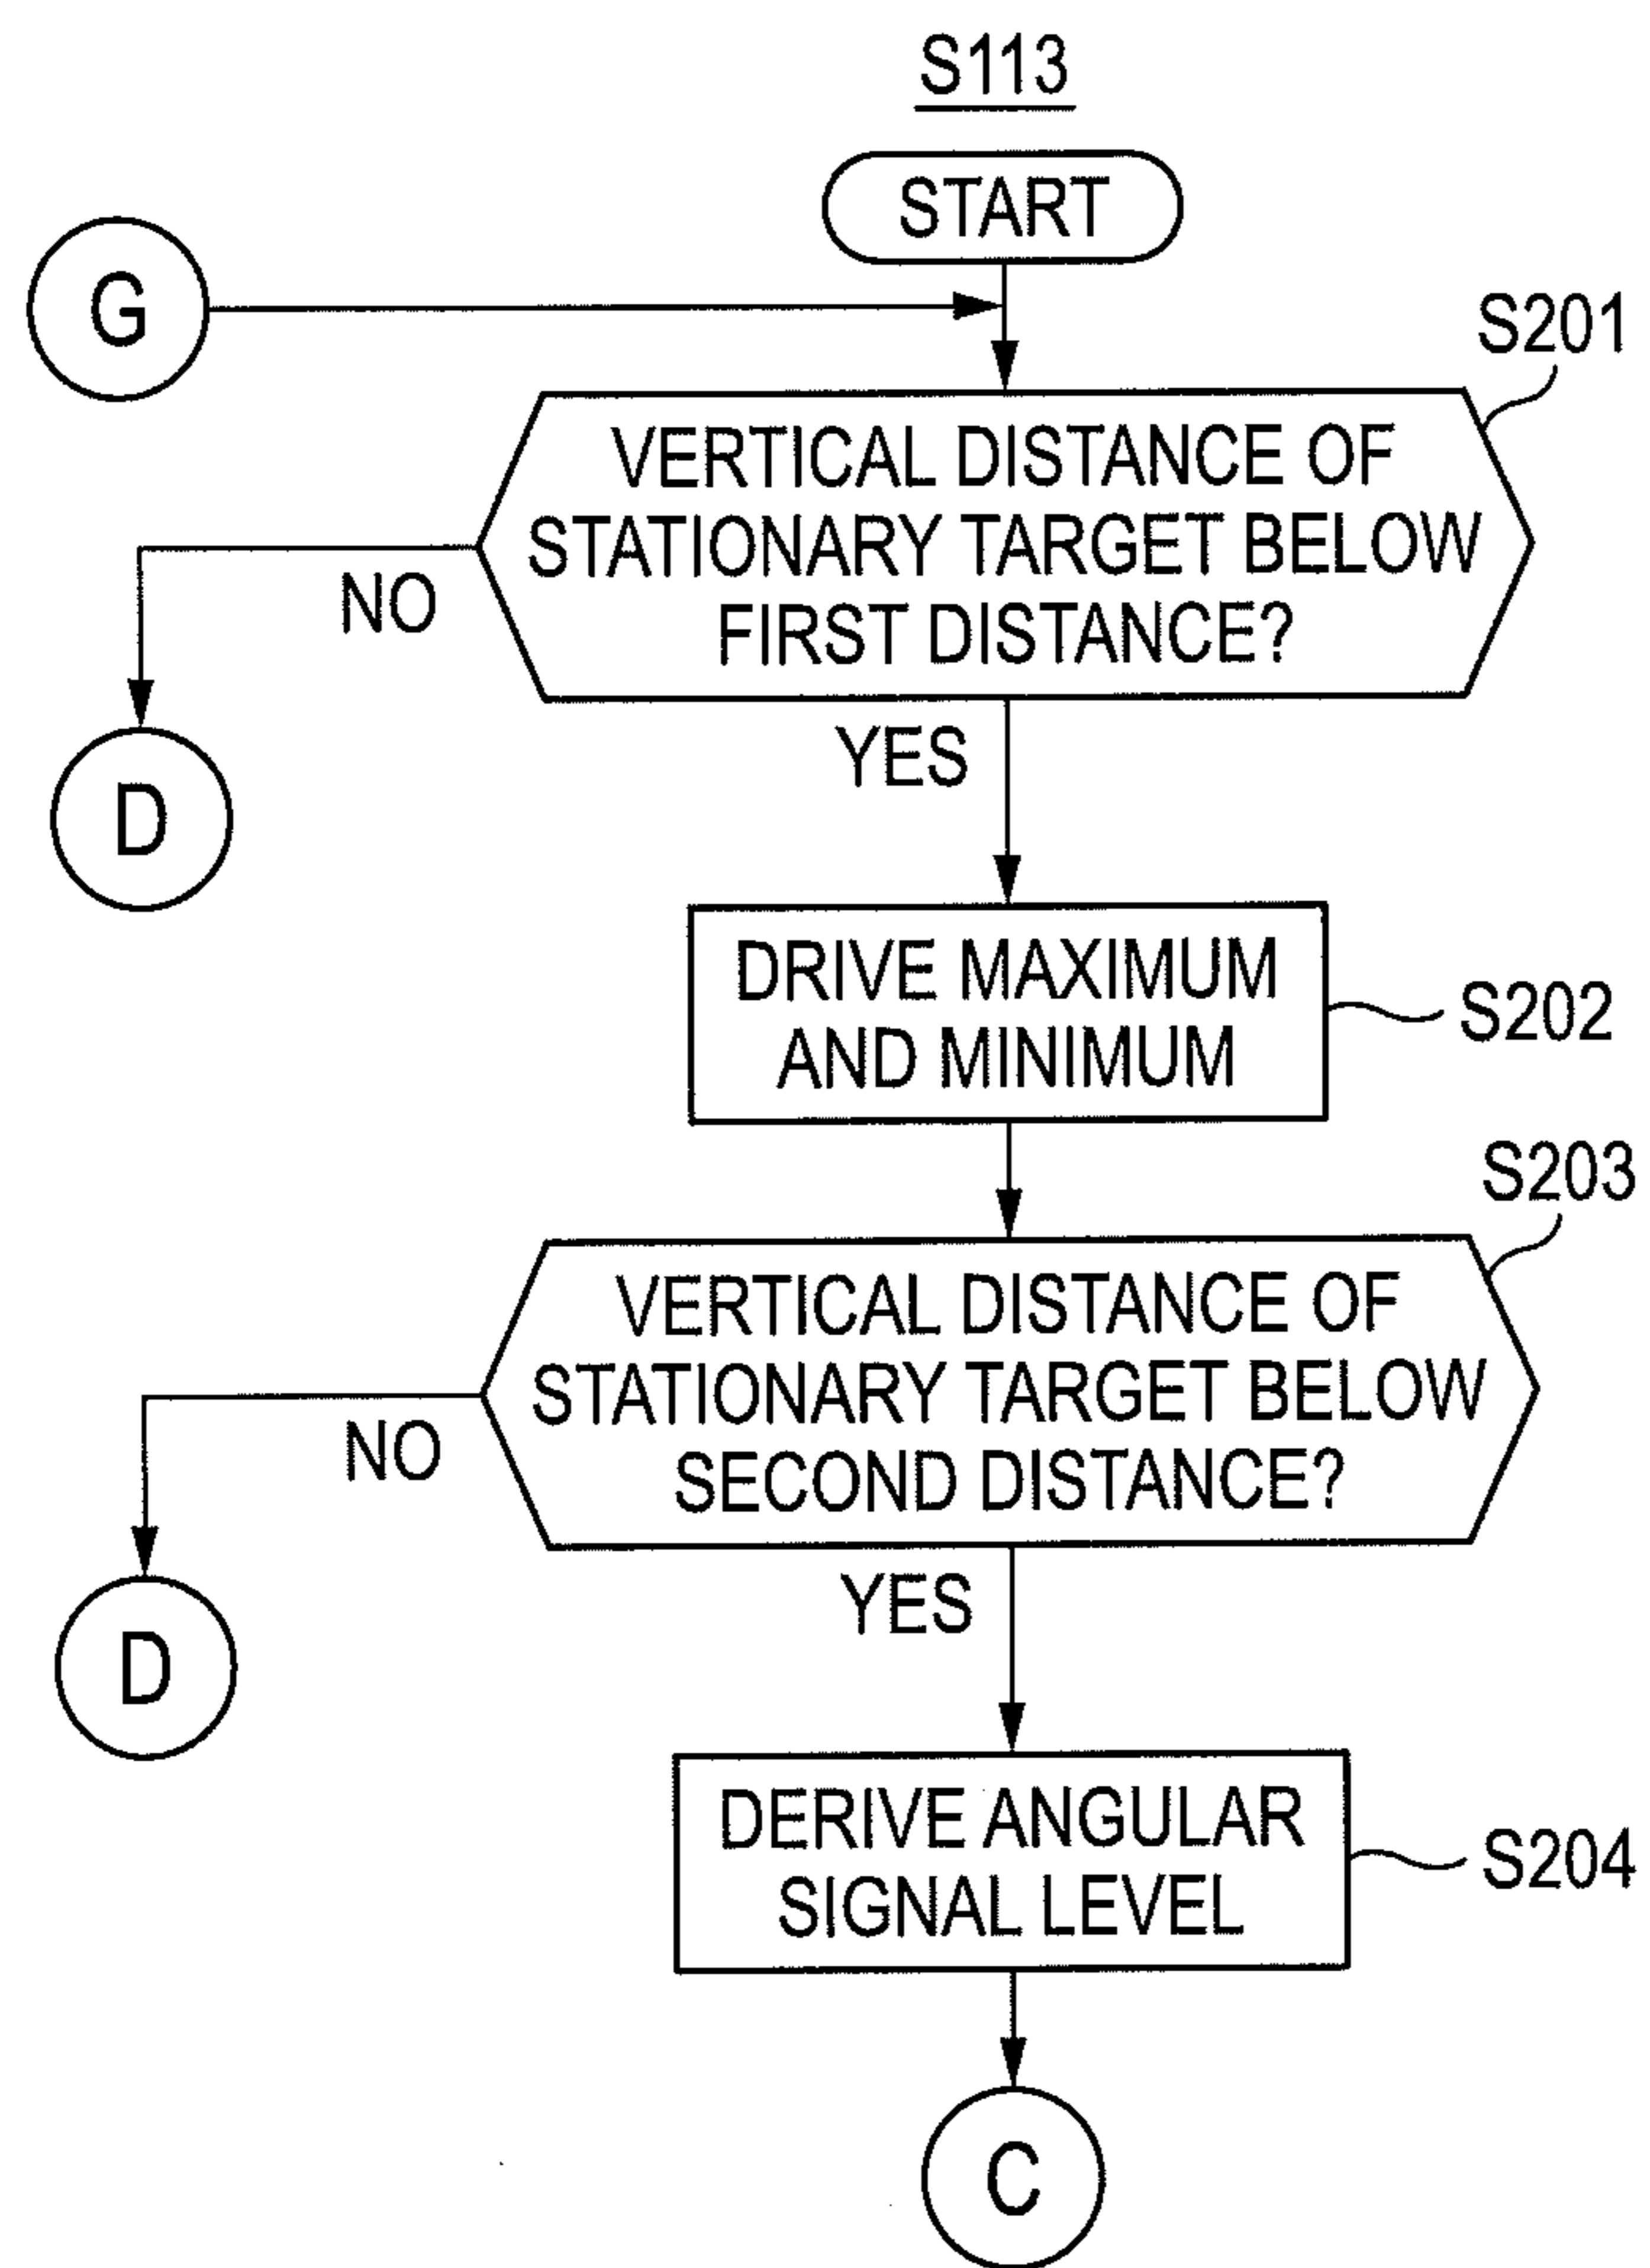 S113
START
G
S201
VERTICAL DISTANCE OF
STATIONARY TARGET BELOW
FIRST DISTANCE?
NO
D
YES
DRIVE MAXIMUM
AND MINIMUM
S202
S203
VERTICAL DISTANCE OF
STATIONARY TARGET BELOW
SECOND DISTANCE?
NO
D
YES
DERIVE ANGULAR
SIGNAL LEVEL
S204
C